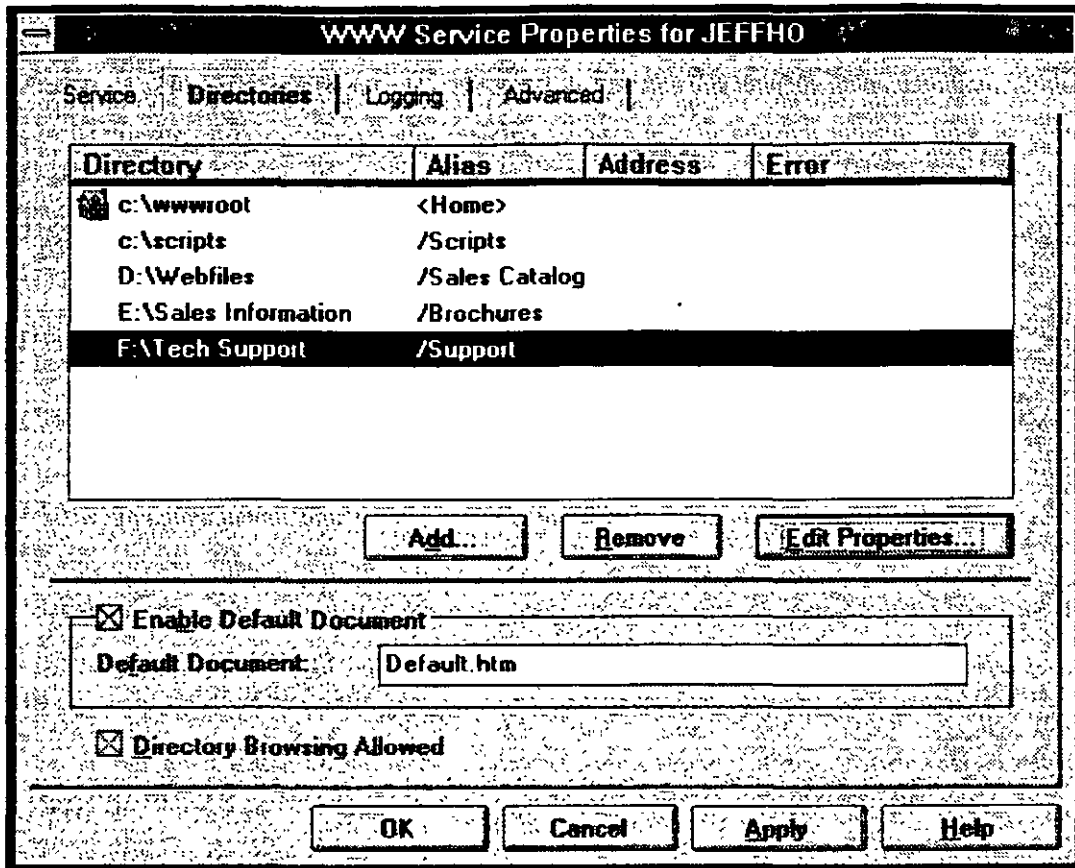 WWW Service Properties for JEFFHO
Service Directories Logging Advanced
Directory Alias Address Error
c:\wwwroot <Home>
c:\scripts /Scripts
D:\Webfiles /Sales Catalog
E:\Sales Information /Brochures
F:\Tech Support /Support
Add... Remove Edit Properties...
Enable Default Document
Default Document: Default.htm
Directory Browsing Allowed
OK Cancel Apply Help